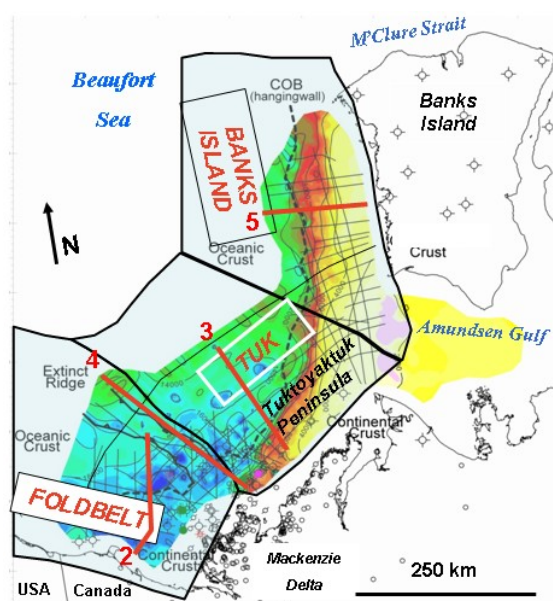 M'Clure Strait
Beaufort
Sea
COB
(hangingwall)
Banks
Island
BANKS
ISLAND
5
N
Oceanic
Crust
Crust
3
TUK
Amundsen Gulf
4
Extinct
Ridge
Tuktoyaktuk
Peninsula
Oceanic
Crust
Continental
Crust
FOLDBELT
2
Continental
Crust
Mackenzie
Delta
250 km
USA
Canada